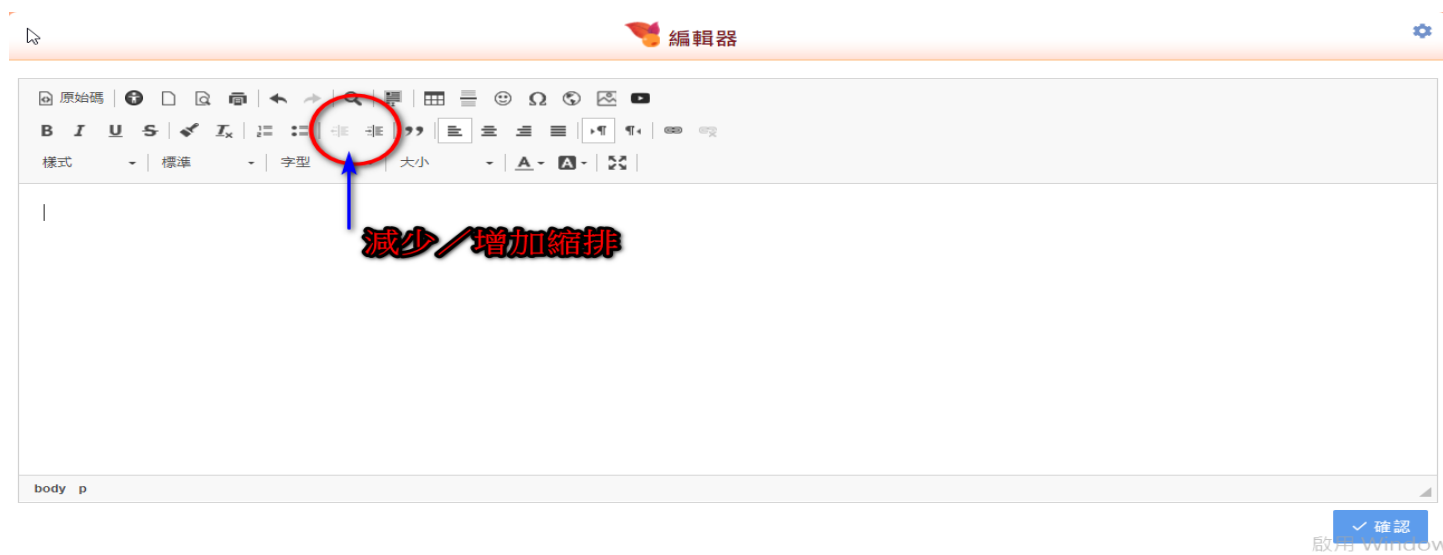 編輯器
原始碼
B I U S Ix
樣式 標準 字型 大小 A A
減少／增加縮排
body p
確認
啟用 Window